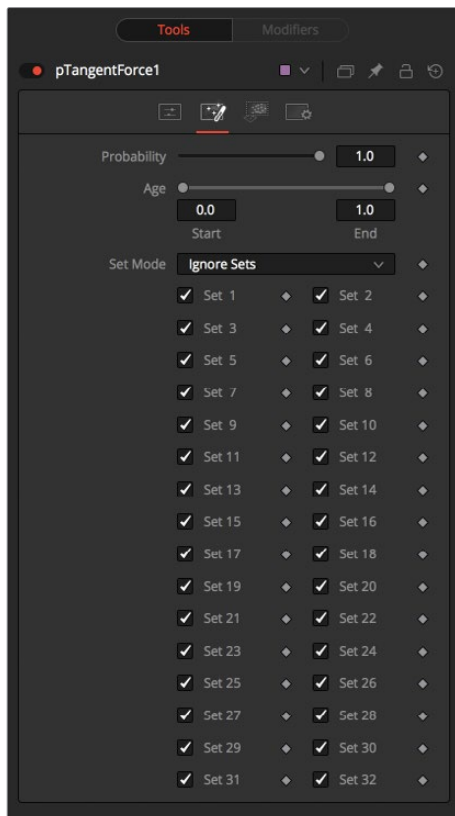 Tools Modifiers
pTangentForce1
Probability 1.0
Age
0.0 1.0
Start End
Set Mode Ignore Sets
Set 1 Set 2
Set 3 Set 4
Set 5 Set 6
Set 7 Set 8
Set 9 Set 10
Set 11 Set 12
Set 13 Set 14
Set 15 Set 16
Set 17 Set 18
Set 19 Set 20
Set 21 Set 22
Set 23 Set 24
Set 25 Set 26
Set 27 Set 28
Set 29 Set 30
Set 31 Set 32